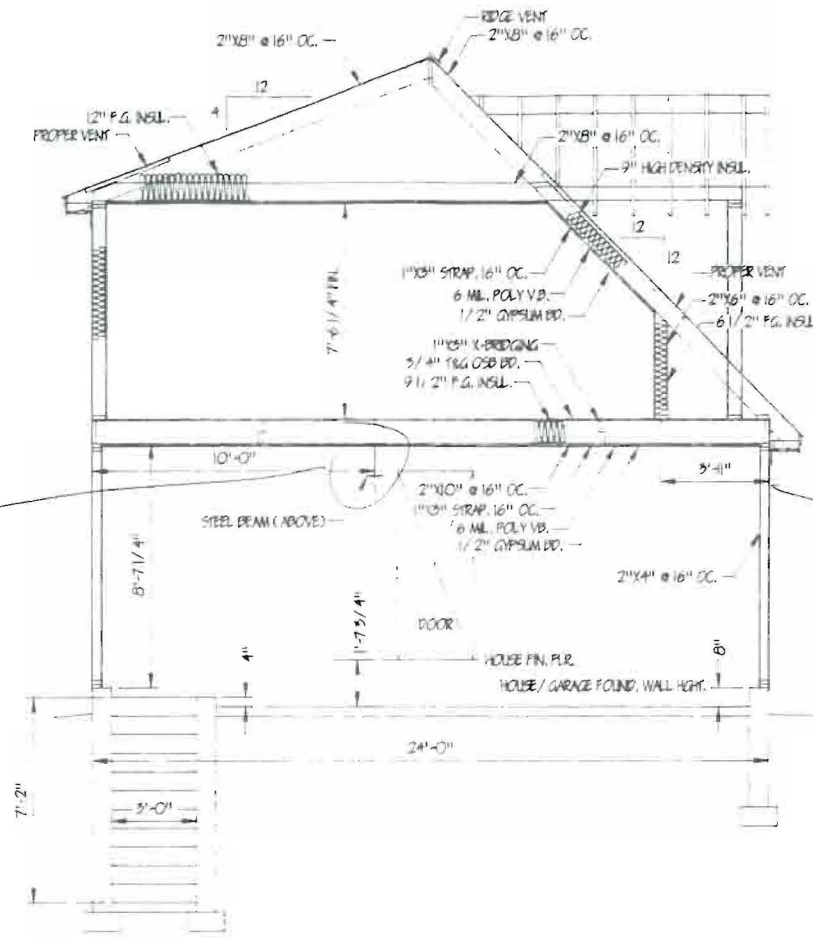 RIDGE VENT
2"X8" @ 16" OC.
2"X8" @ 16" OC.
12
4
12" F.G. INSUL.
PROPER VENT
2"X8" @ 16" OC.
9" HIGH DENSITY INSUL.
12
12
1"X3" STRAP. 16" OC.
6 MIL. POLY V.B.
1/2" GYPSUM BD.
PROPER VENT
2"X6" @ 16" OC.
6 1/2" F.G. INSUL
7'-6 1/4" FIN.
1"X3" X-BRIDGING
3/4" T&G OSB BD.
9 1/2" F.G. INSUL.
10'-0"
3'-11"
2"X10" @ 16" OC.
1"X3" STRAP. 16" OC.
6 MIL. POLY V.B.
1/2" GYPSUM BD.
STEEL BEAM (ABOVE)
8'-7 1/4"
2"X4" @ 16" OC.
DOOR
1'-7 3/4"
HOUSE FIN. FLR.
4"
8"
HOUSE / GARAGE FOUND. WALL HGHT.
24'-0"
7'-2"
3'-0"